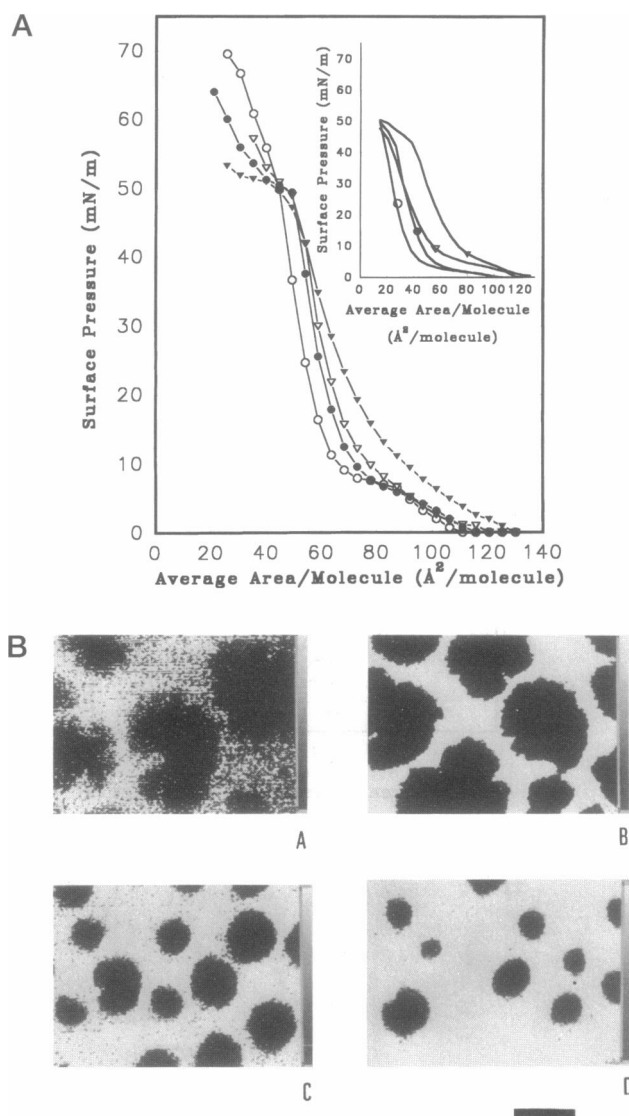 A
Surface Pressure (mN/m)
70
60
50
40
30
20
10
0
0 20 40 60 80 100 120 140
Average Area/Molecule (Å²/molecule)
Surface Pressure (mN/m)
60
50
40
30
20
10
0
0 20 40 60 80 100 120
Average Area/Molecule
(Å²/molecule)
B
A
B
C
D